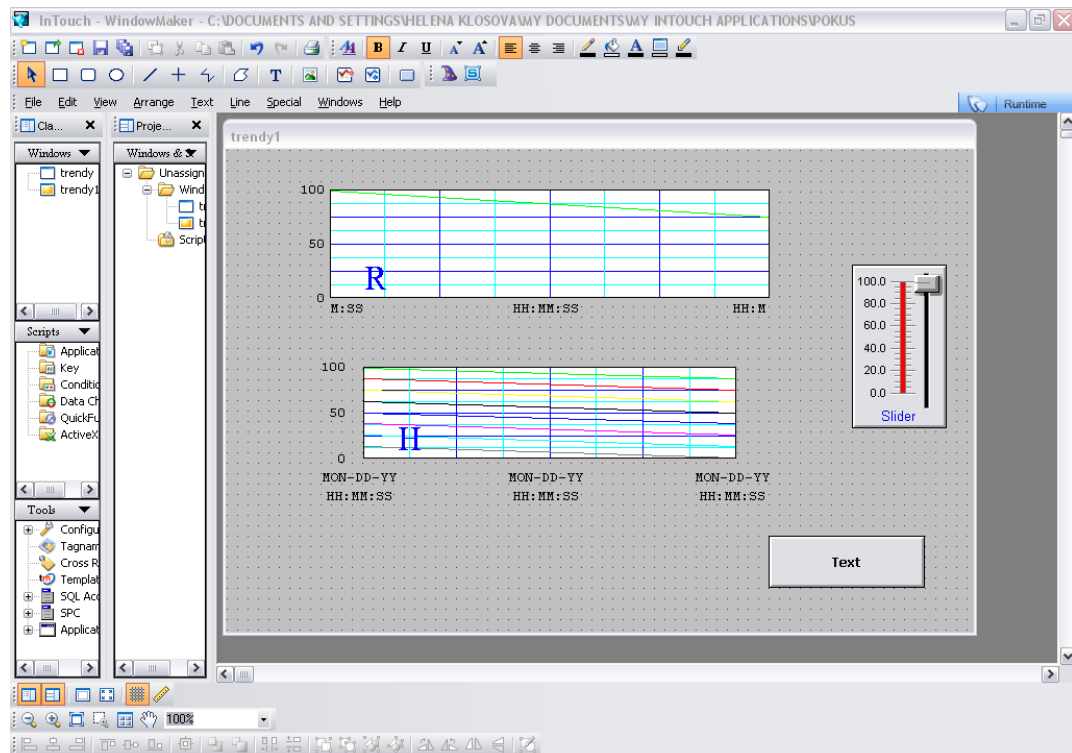 InTouch - WindowMaker - C:\DOCUMENTS AND SETTINGS\HELENA KLOSOVA\MY DOCUMENTS\MY INTOUCH APPLICATIONS\POKUS
B I U A A A
T
File Edit View Arrange Text Line Special Windows Help
Runtime
Cla...
Windows
trendy
trendy1
Scripts
Applicat
Key
Conditic
Data Ch
QuickFu
ActiveX
Tools
Configu
Tagnam
Cross R
Templat
SQL Acc
SPC
Applicat
Proje...
Windows &
Unassign
Wind
tr
tr
Script
trendy1
100
50
0
R
M:SS HH:MM:SS HH:M
100
50
0
H
MON-DD-YY MON-DD-YY MON-DD-YY
HH:MM:SS HH:MM:SS HH:MM:SS
100.0
80.0
60.0
40.0
20.0
0.0
Slider
Text
100%